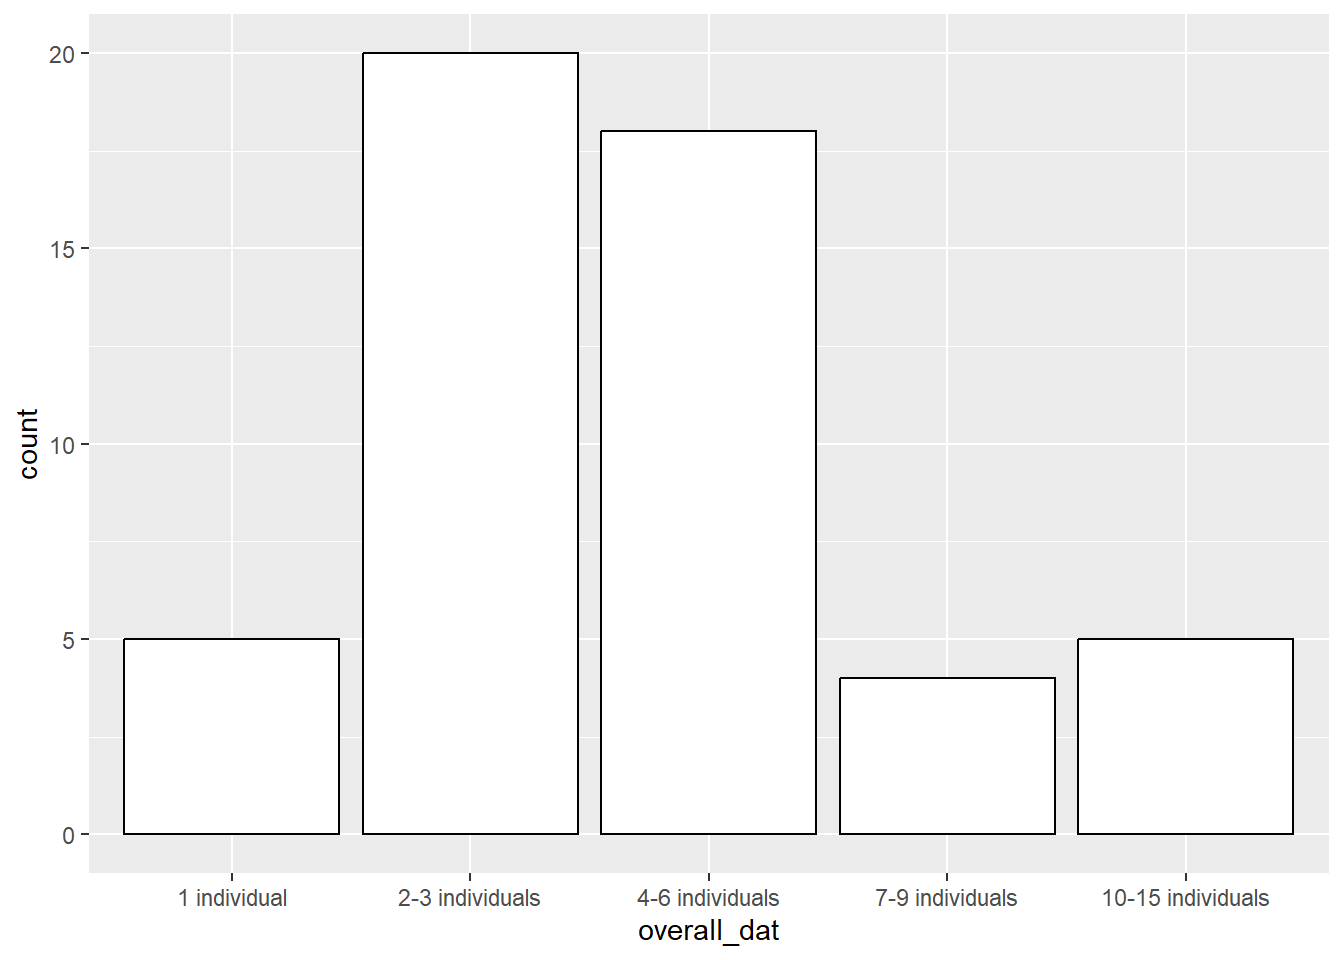 20
15
10
5
0
count
1 individual
2-3 individuals
4-6 individuals
7-9 individuals
10-15 individuals
overall_dat